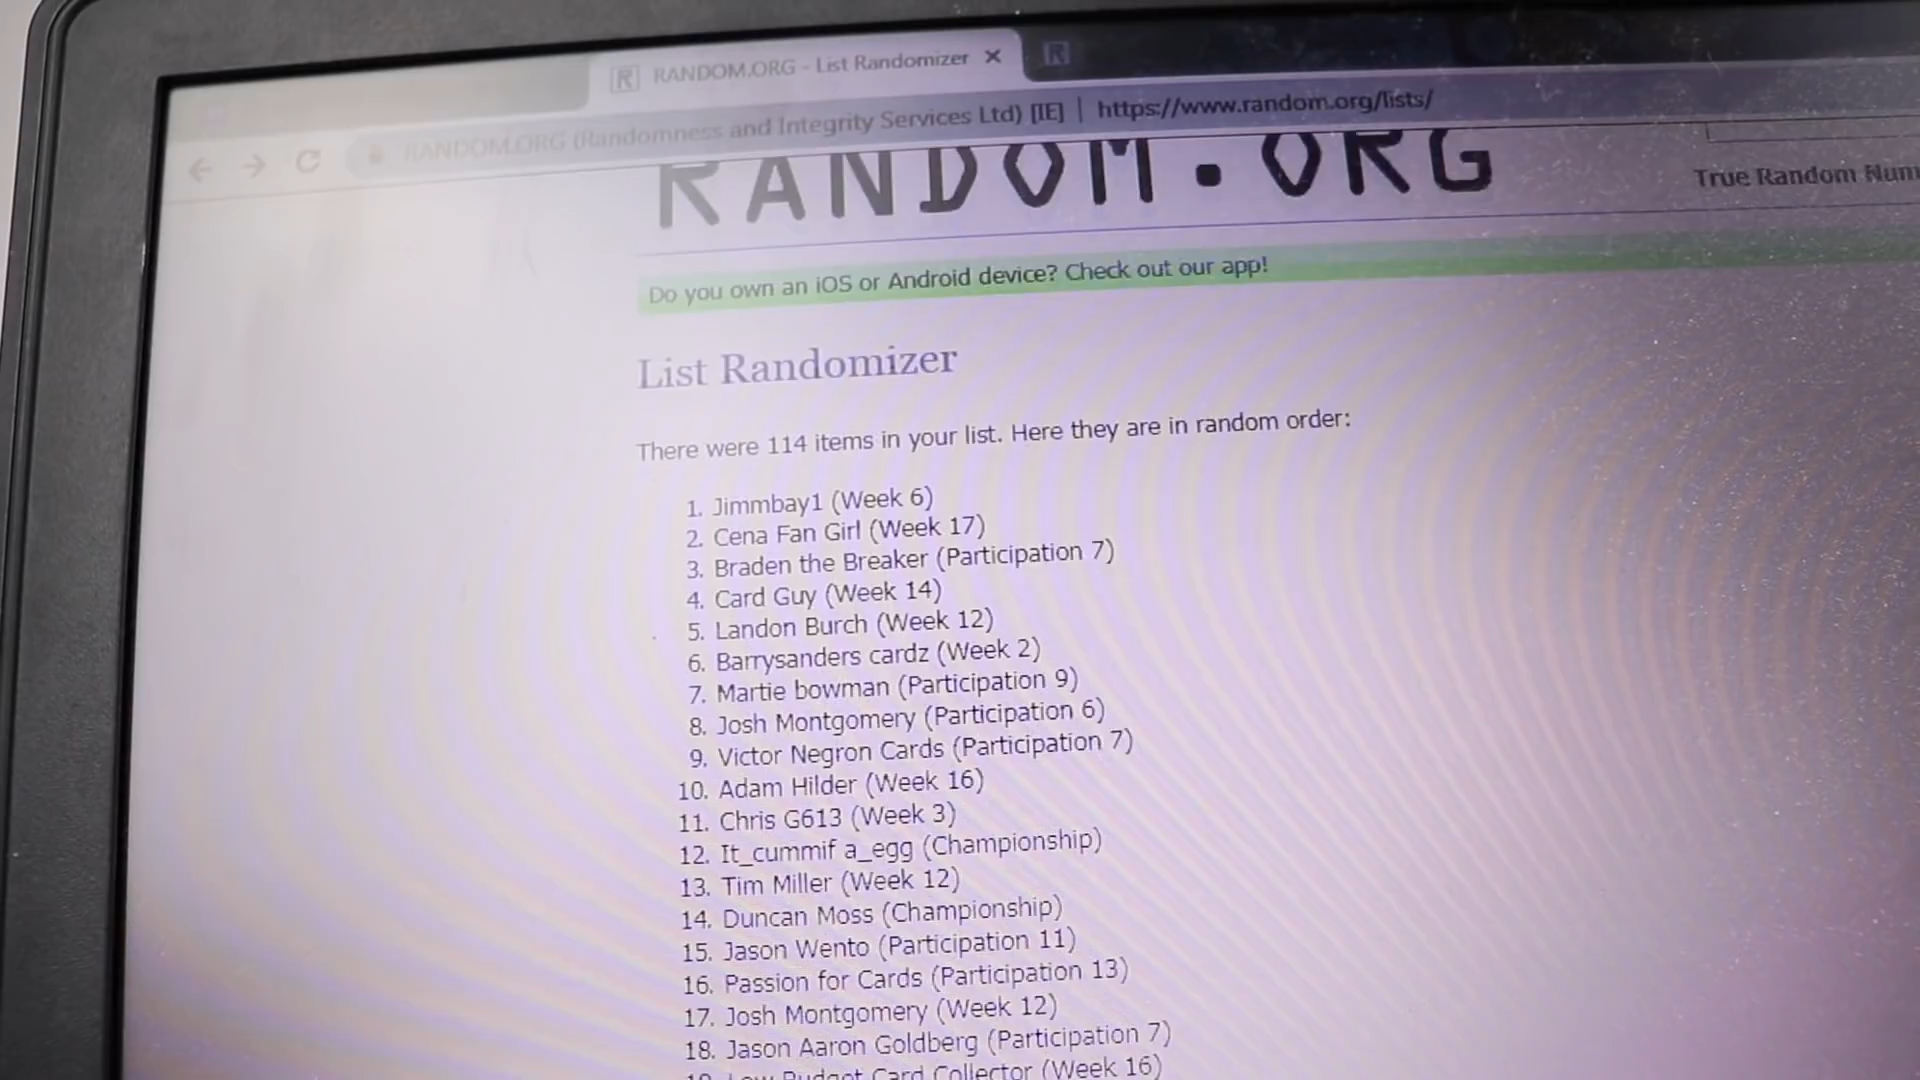 RANDOM.ORG - List Randomizer
RANDOM.ORG (Randomness and Integrity Services Ltd) [IE] | https://www.random.org/lists/
RANDOM.ORG
True Random Num
Do you own an iOS or Android device? Check out our app!
List Randomizer
There were 114 items in your list. Here they are in random order:
1. Jimmbay1 (Week 6)
2. Cena Fan Girl (Week 17)
3. Braden the Breaker (Participation 7)
4. Card Guy (Week 14)
5. Landon Burch (Week 12)
6. Barrysanders cardz (Week 2)
7. Martie bowman (Participation 9)
8. Josh Montgomery (Participation 6)
9. Victor Negron Cards (Participation 7)
10. Adam Hilder (Week 16)
11. Chris G613 (Week 3)
12. It_cummif a_egg (Championship)
13. Tim Miller (Week 12)
14. Duncan Moss (Championship)
15. Jason Wento (Participation 11)
16. Passion for Cards (Participation 13)
17. Josh Montgomery (Week 12)
18. Jason Aaron Goldberg (Participation 7)
19. Low Budget Card Collector (Week 16)